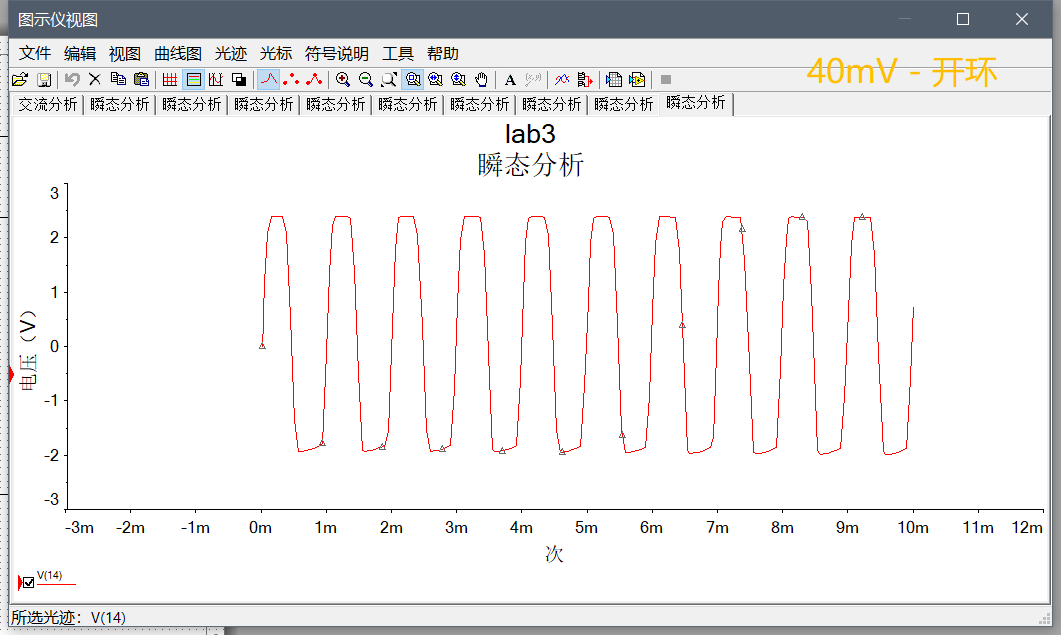 图示仪视图
文件 编辑 视图 曲线图 光迹 光标 符号说明 工具 帮助
40mV - 开环
A
交流分析 瞬态分析 瞬态分析 瞬态分析 瞬态分析 瞬态分析 瞬态分析 瞬态分析 瞬态分析 瞬态分析
lab3
瞬态分析
3
2
1
0
-1
-2
-3
电压（V）
-3m -2m -1m 0m 1m 2m 3m 4m 5m 6m 7m 8m 9m 10m 11m 12m
次
V(14)
所选光迹：V(14)